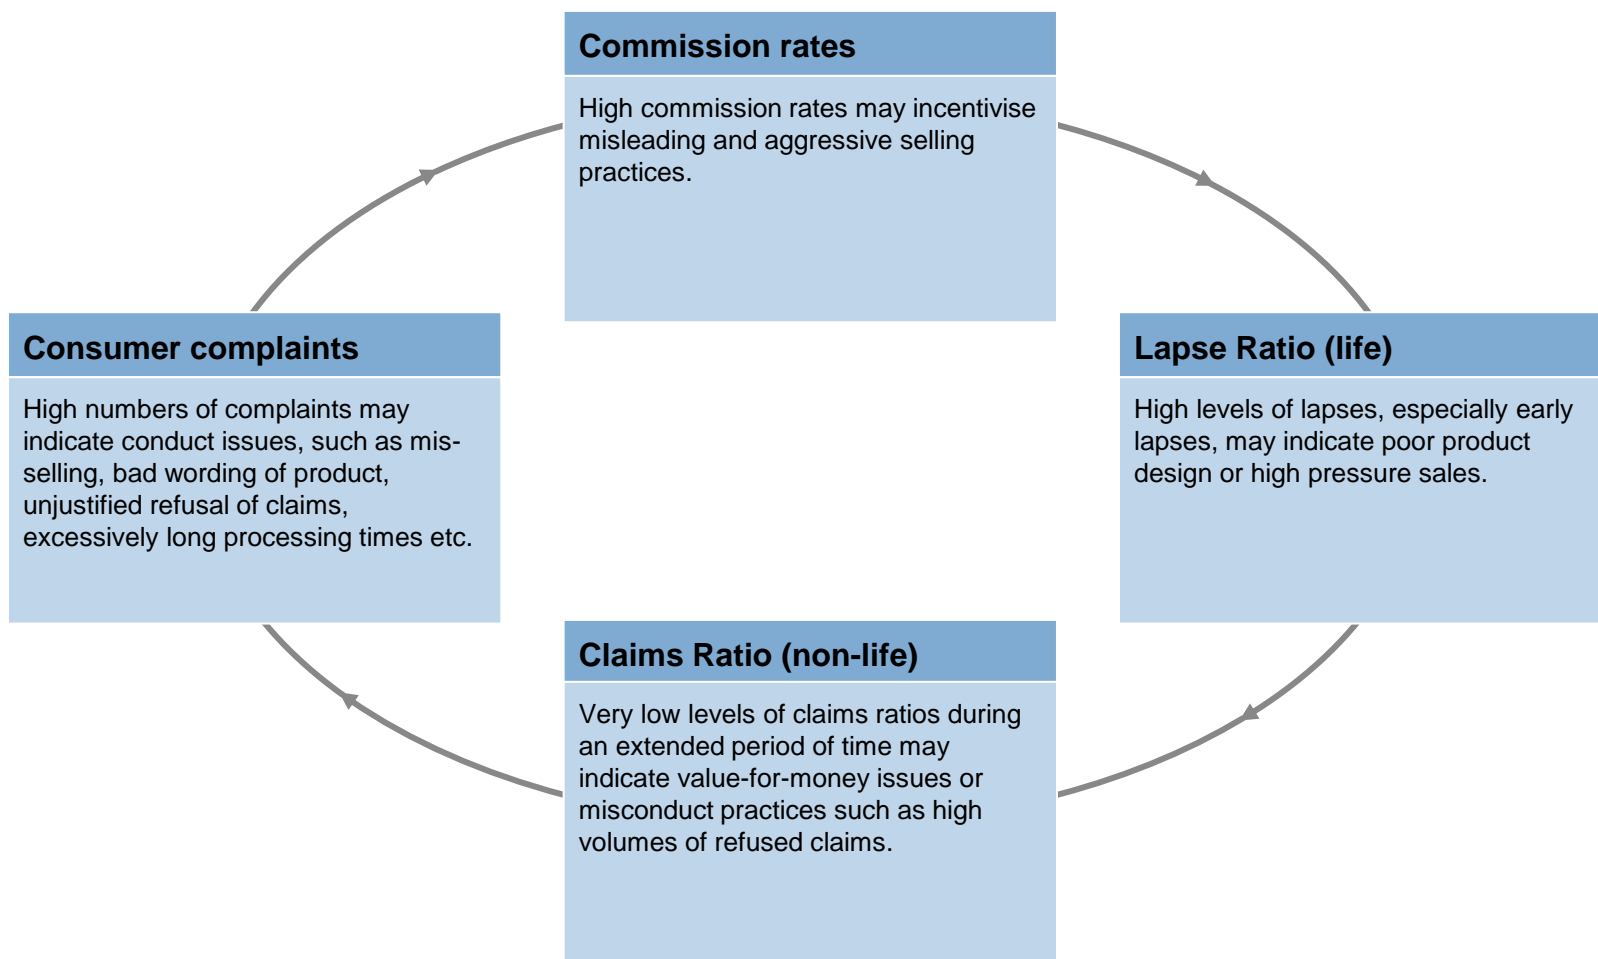 Commission rates
High commission rates may incentivise
misleading and aggressive selling
practices.
Consumer complaints
High numbers of complaints may
indicate conduct issues, such as mis-
selling, bad wording of product,
unjustified refusal of claims,
excessively long processing times etc.
Lapse Ratio (life)
High levels of lapses, especially early
lapses, may indicate poor product
design or high pressure sales.
Claims Ratio (non-life)
Very low levels of claims ratios during
an extended period of time may
indicate value-for-money issues or
misconduct practices such as high
volumes of refused claims.